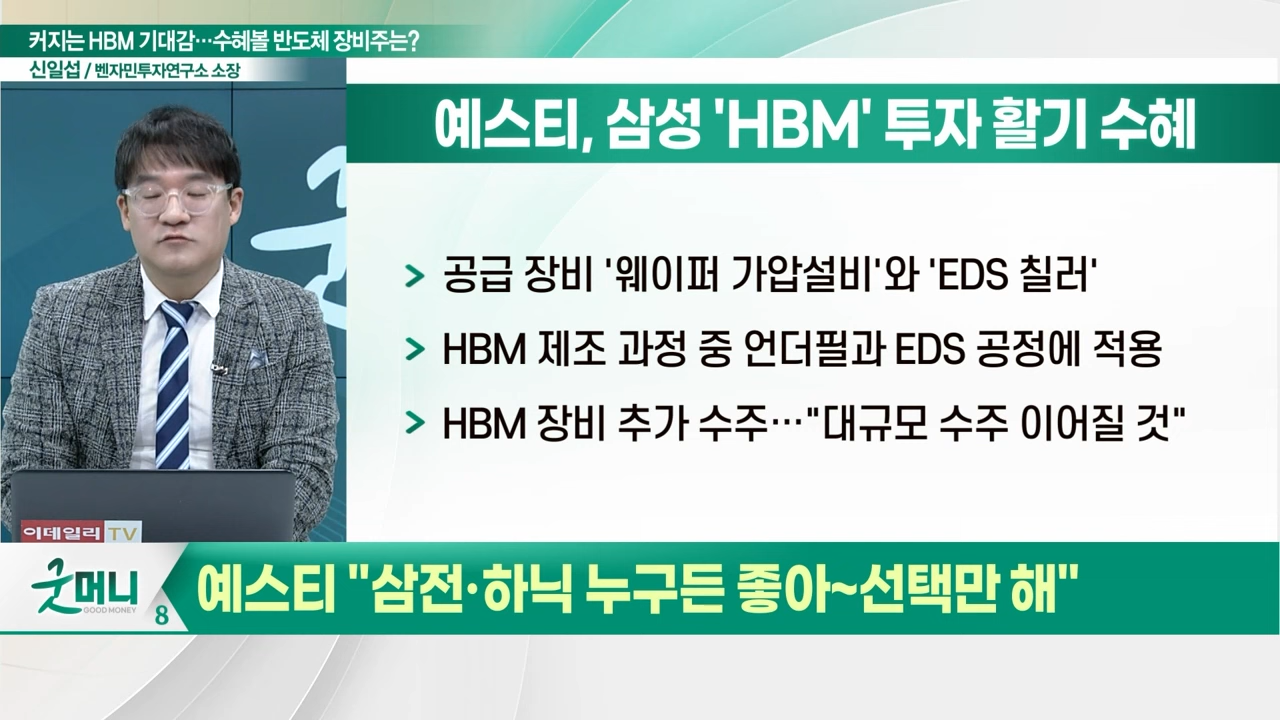 커지는 HBM 기대감…수혜볼 반도체 장비주는?
신일섭 / 벤자민투자연구소 소장
예스티, 삼성 'HBM' 투자 활기 수혜
> 공급 장비 '웨이퍼 가압설비'와 'EDS 칠러'
> HBM 제조 과정 중 언더필과 EDS 공정에 적용
> HBM 장비 추가 수주…"대규모 수주 이어질 것"
이데일리 TV
굿머니
GOOD MONEY
8
예스티 "삼전·하닉 누구든 좋아~선택만 해"